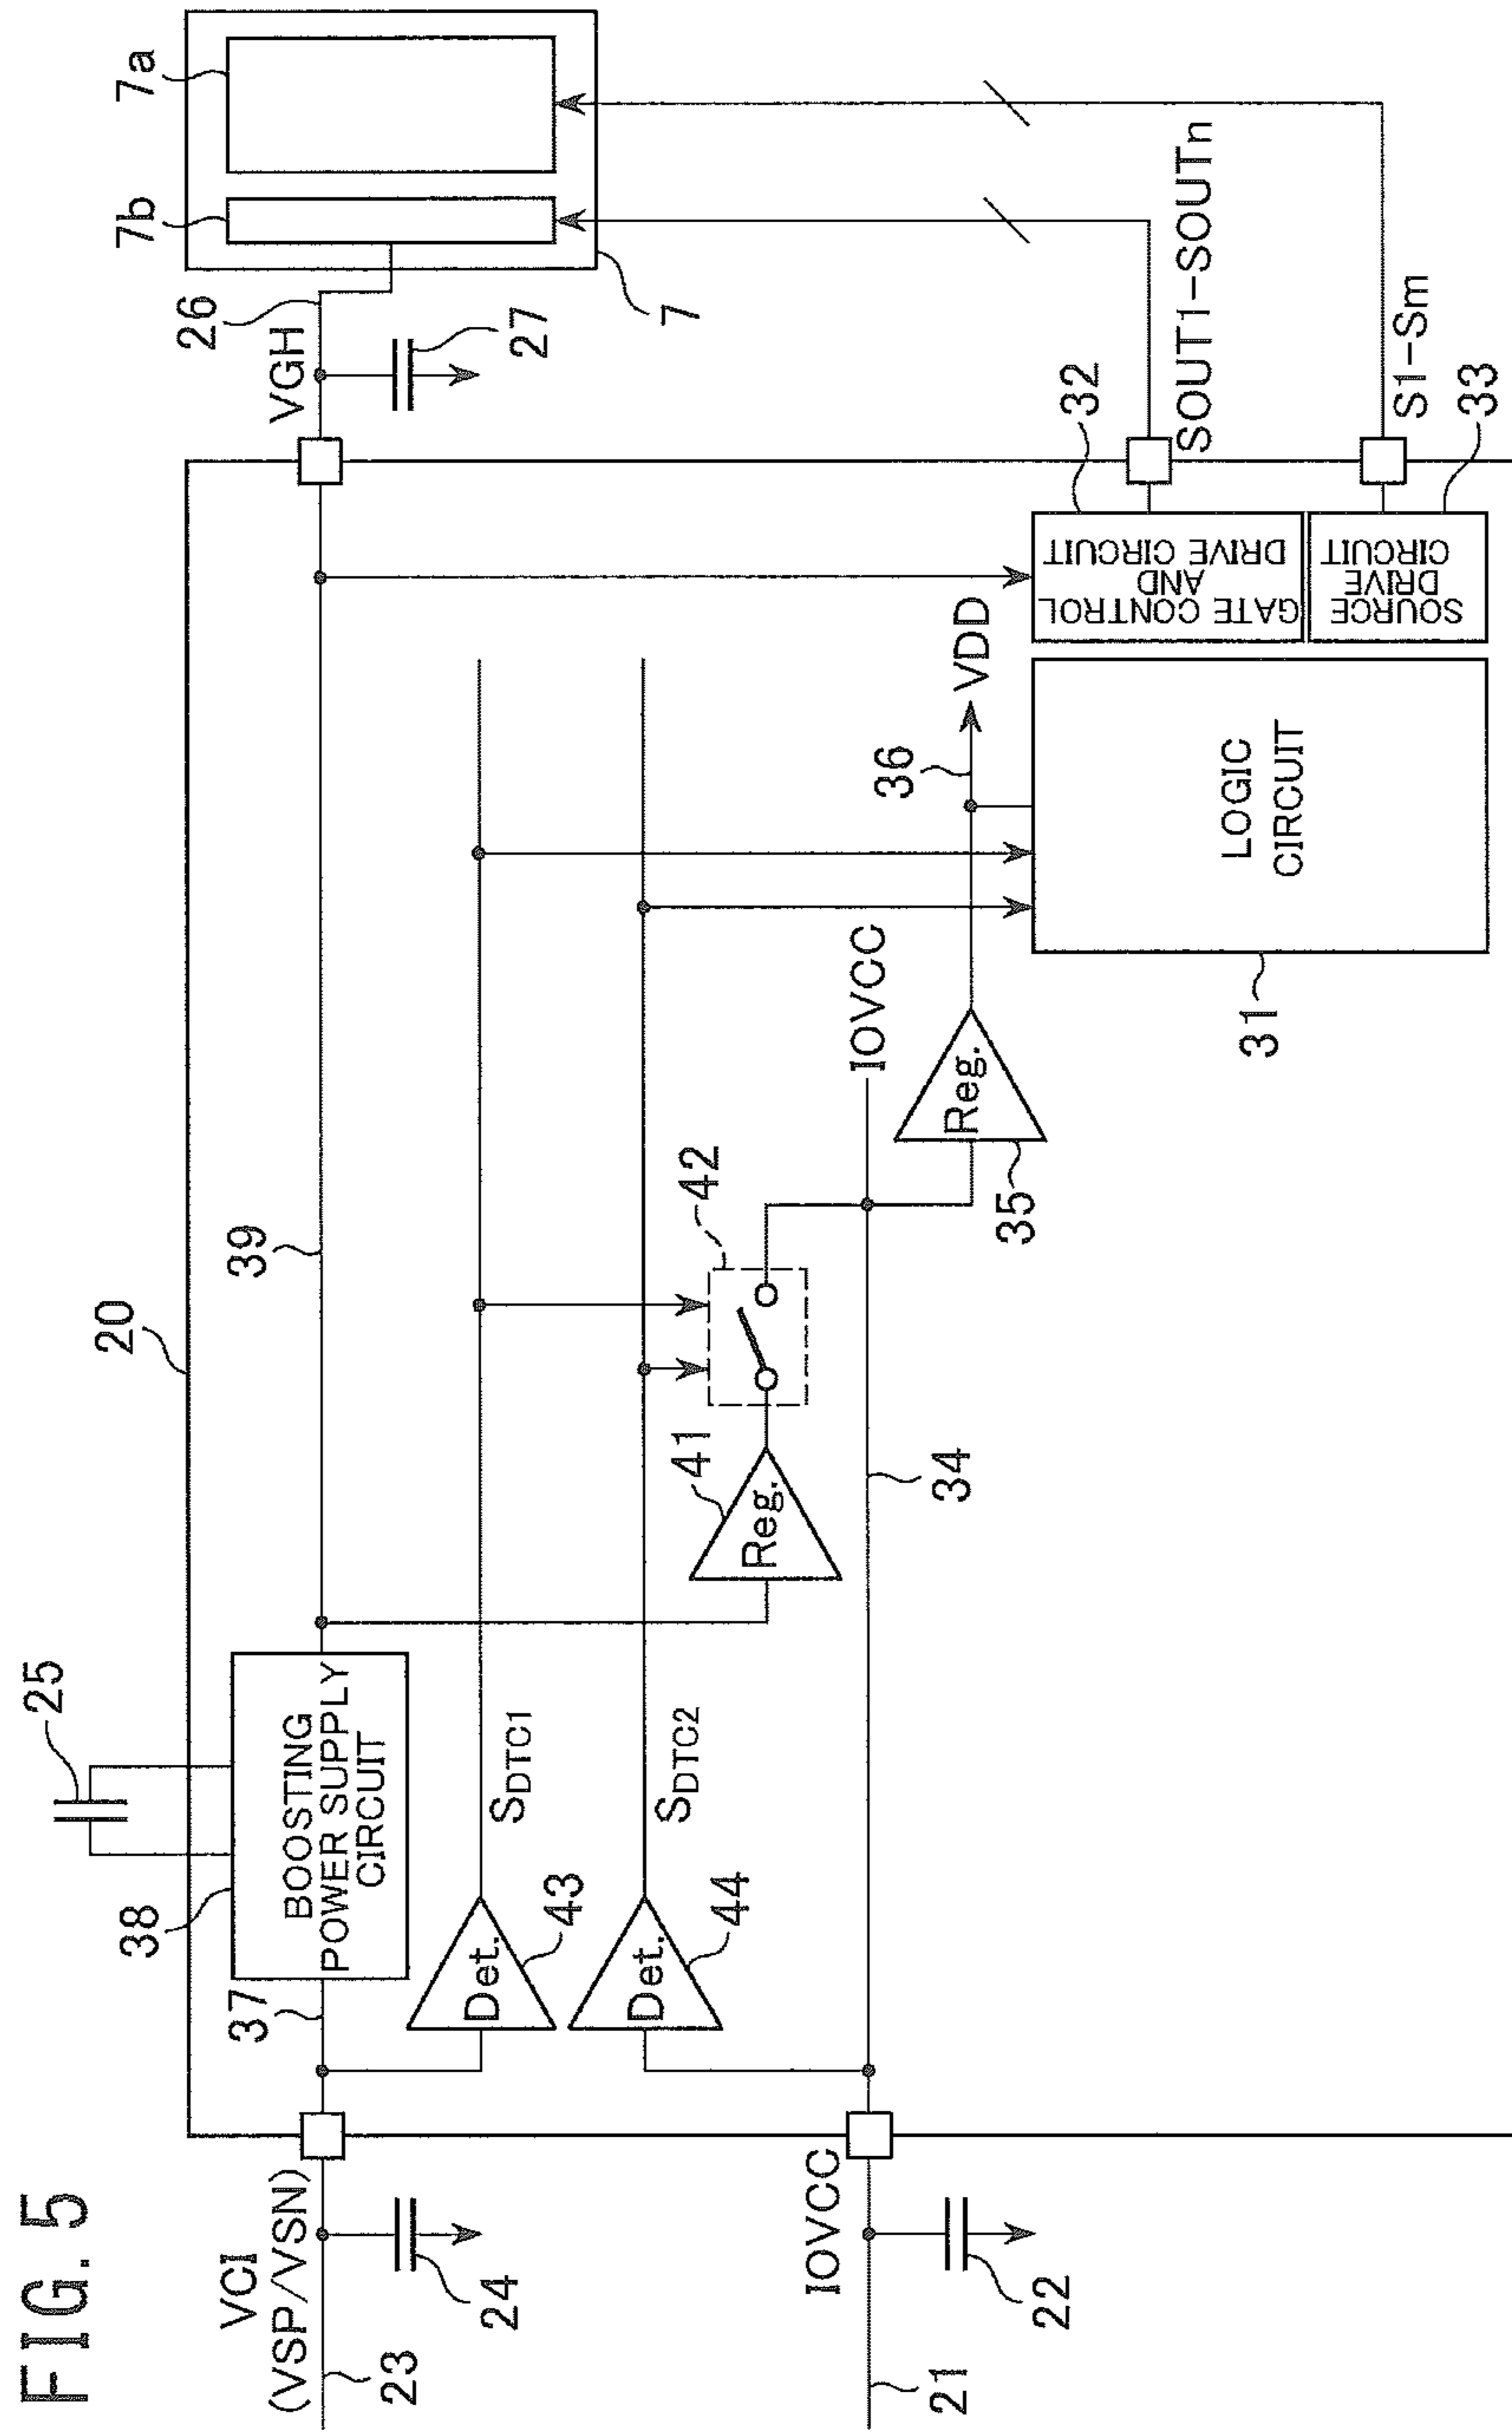 FIG. 5
20
25
38
BOOSTING
POWER SUPPLY
CIRCUIT
37
39
VCI
(VSP/VSN)
23
24
VGH
26
27
7b
7a
7
Det.
43
SDTC1
Det.
44
SDTC2
41
Reg.
42
IOVCC
21
22
34
IOVCC
Reg.
35
36
VDD
LOGIC
CIRCUIT
31
GATE CONTROL
AND
DRIVE CIRCUIT
32
SOURCE
DRIVE
CIRCUIT
33
SOUT1-SOUTn
S1-Sm